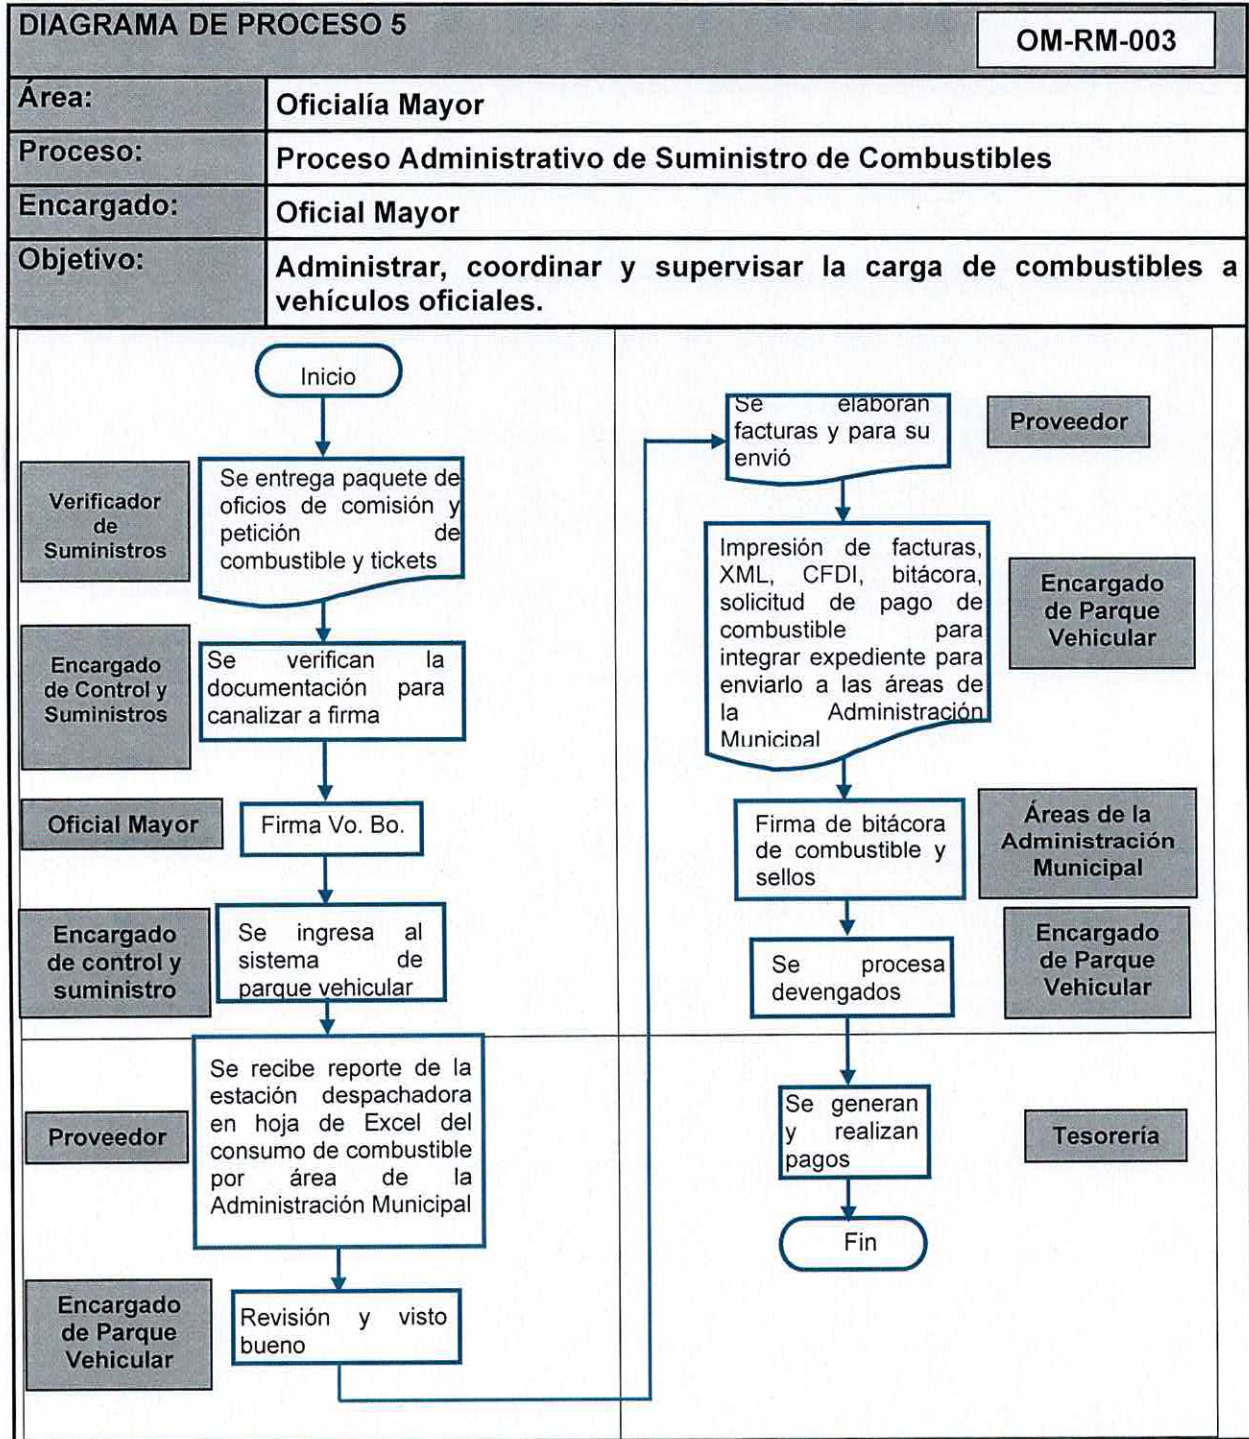 DIAGRAMA DE PROCESO 5
OM-RM-003
Área:
Oficialía Mayor
Proceso:
Proceso Administrativo de Suministro de Combustibles
Encargado:
Oficial Mayor
Objetivo:
Administrar, coordinar y supervisar la carga de combustibles a
vehículos oficiales.
Inicio
Verificador
de
Suministros
Se entrega paquete de
oficios de comisión y
petición de
combustible y tickets
Encargado
de Control y
Suministros
Se verifican la
documentación para
canalizar a firma
Oficial Mayor
Firma Vo. Bo.
Encargado
de control y
suministro
Se ingresa al
sistema de
parque vehicular
Proveedor
Se recibe reporte de la
estación despachadora
en hoja de Excel del
consumo de combustible
por área de la
Administración Municipal
Encargado
de Parque
Vehicular
Revisión y visto
bueno
Se elaboran
facturas y para su
envió
Proveedor
Impresión de facturas,
XML, CFDI, bitácora,
solicitud de pago de
combustible para
integrar expediente para
enviarlo a las áreas de
la Administración
Municipal
Encargado
de Parque
Vehicular
Firma de bitácora
de combustible y
sellos
Áreas de la
Administración
Municipal
Se procesa
devengados
Encargado
de Parque
Vehicular
Se generan
y realizan
pagos
Tesorería
Fin